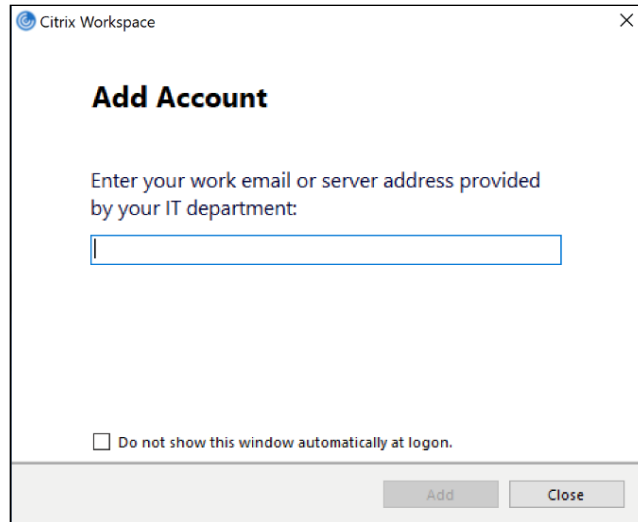 Citrix Workspace
Add Account
Enter your work email or server address provided
by your IT department:
Do not show this window automatically at logon.
Add
Close